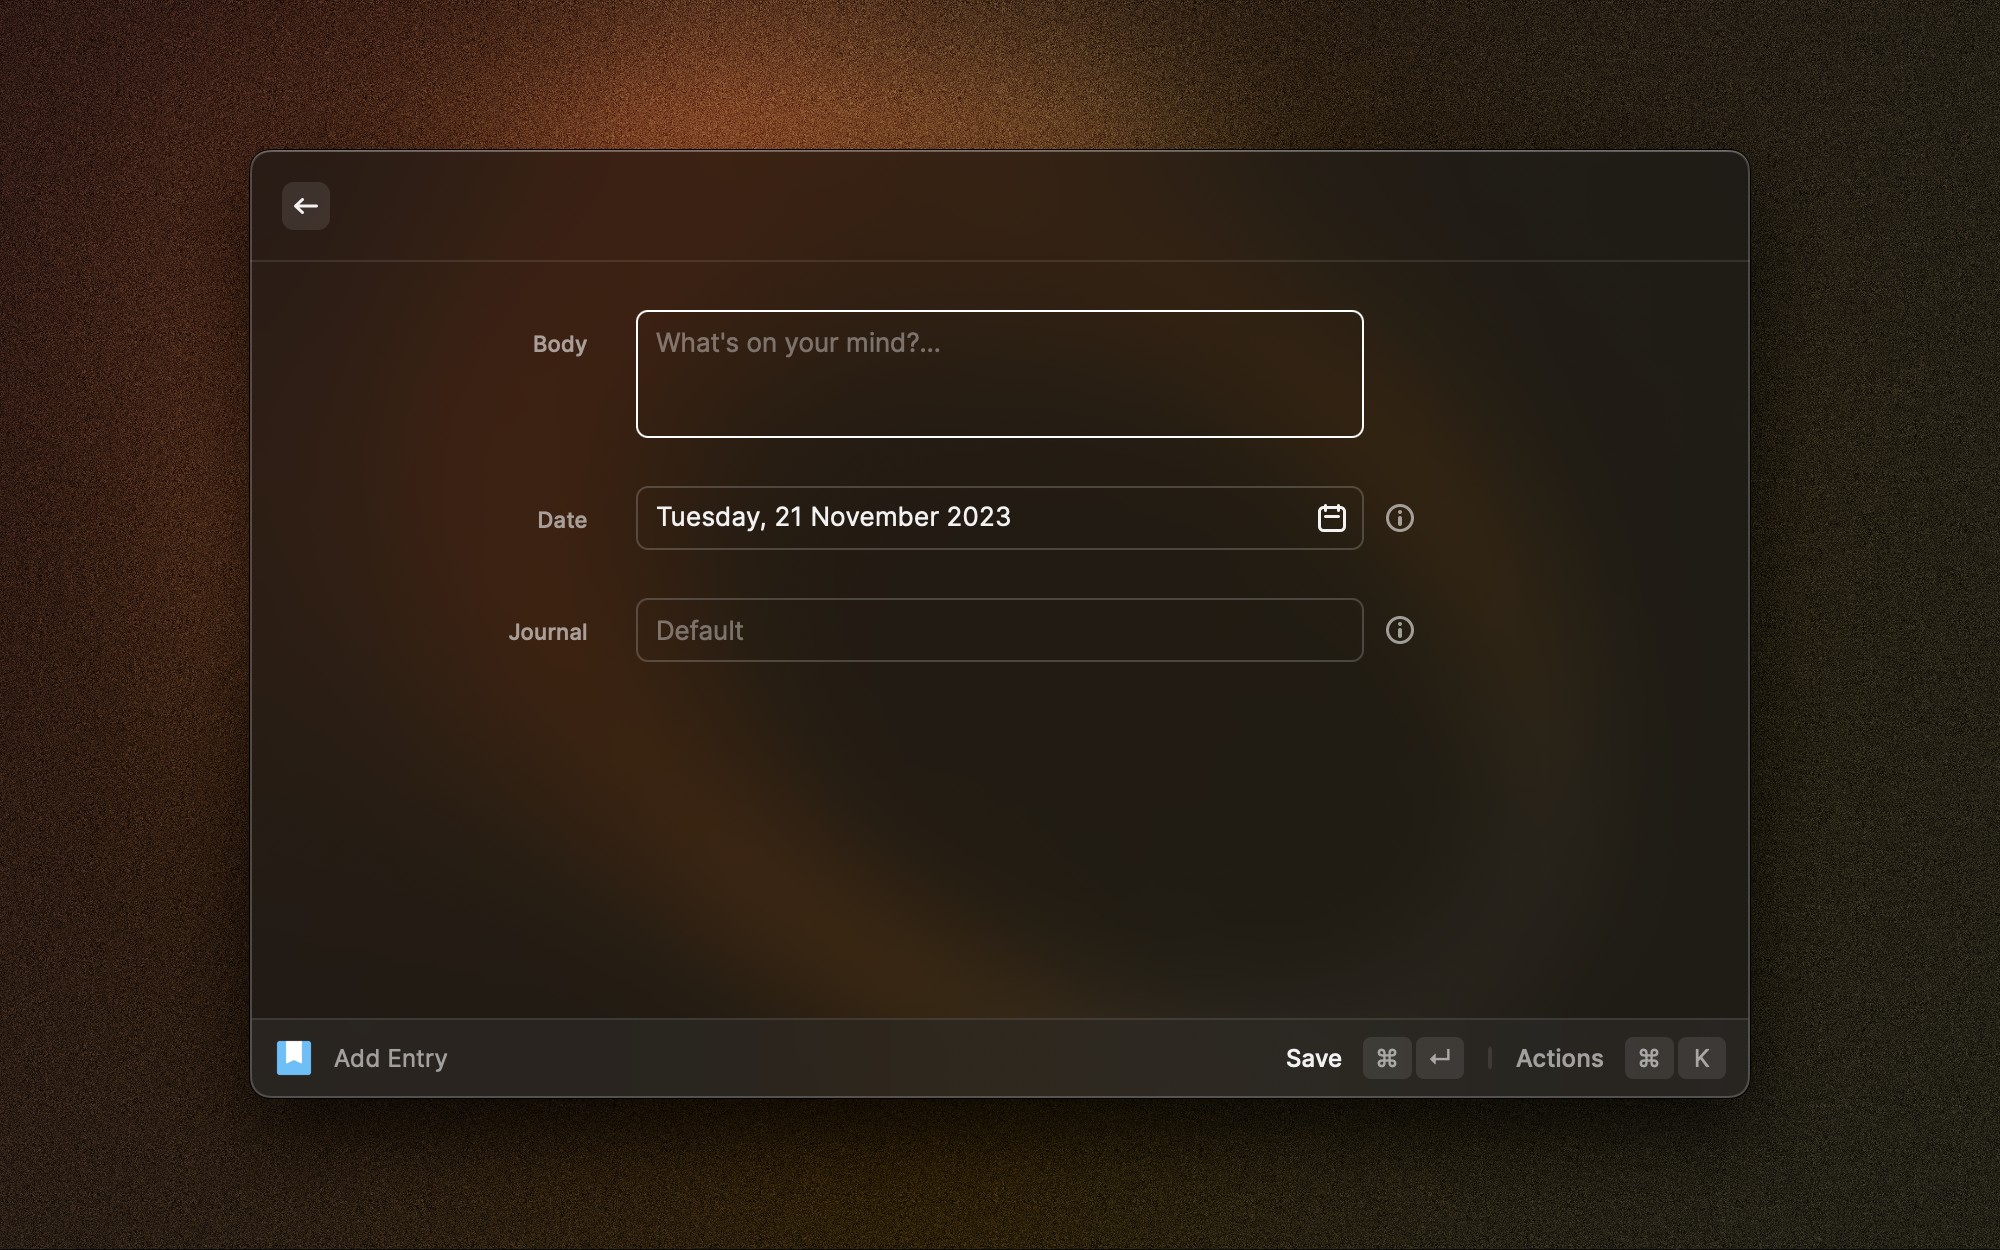 Body
What's on your mind?...
Date
Tuesday, 21 November 2023
Journal
Default
Add Entry
Save ⌘ ↵ | Actions ⌘ K